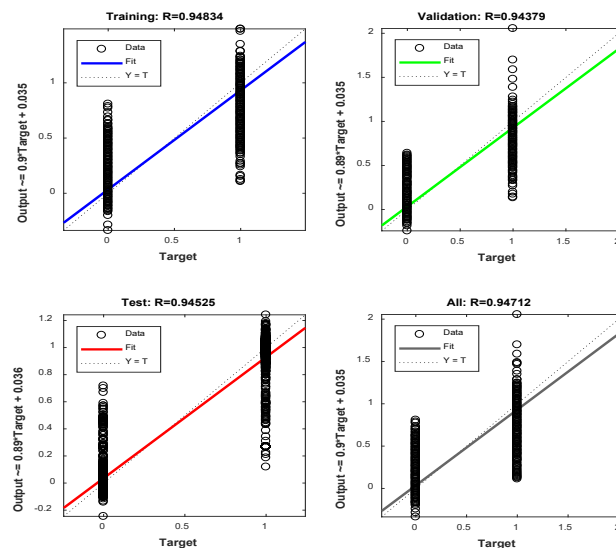 Training: R=0.94834
Output ~= 0.9*Target + 0.035
Data
Fit
Y = T
1
0.5
0
0
0.5
1
Target
Validation: R=0.94379
Output ~= 0.89*Target + 0.035
Data
Fit
Y = T
2
1.5
1
0.5
0
0
0.5
1
1.5
2
Target
Test: R=0.94525
Output ~= 0.89*Target + 0.036
Data
Fit
Y = T
1.2
1
0.8
0.6
0.4
0.2
0
-0.2
0
0.5
1
Target
All: R=0.94712
Output ~= 0.9*Target + 0.035
Data
Fit
Y = T
2
1.5
1
0.5
0
0
0.5
1
1.5
2
Target